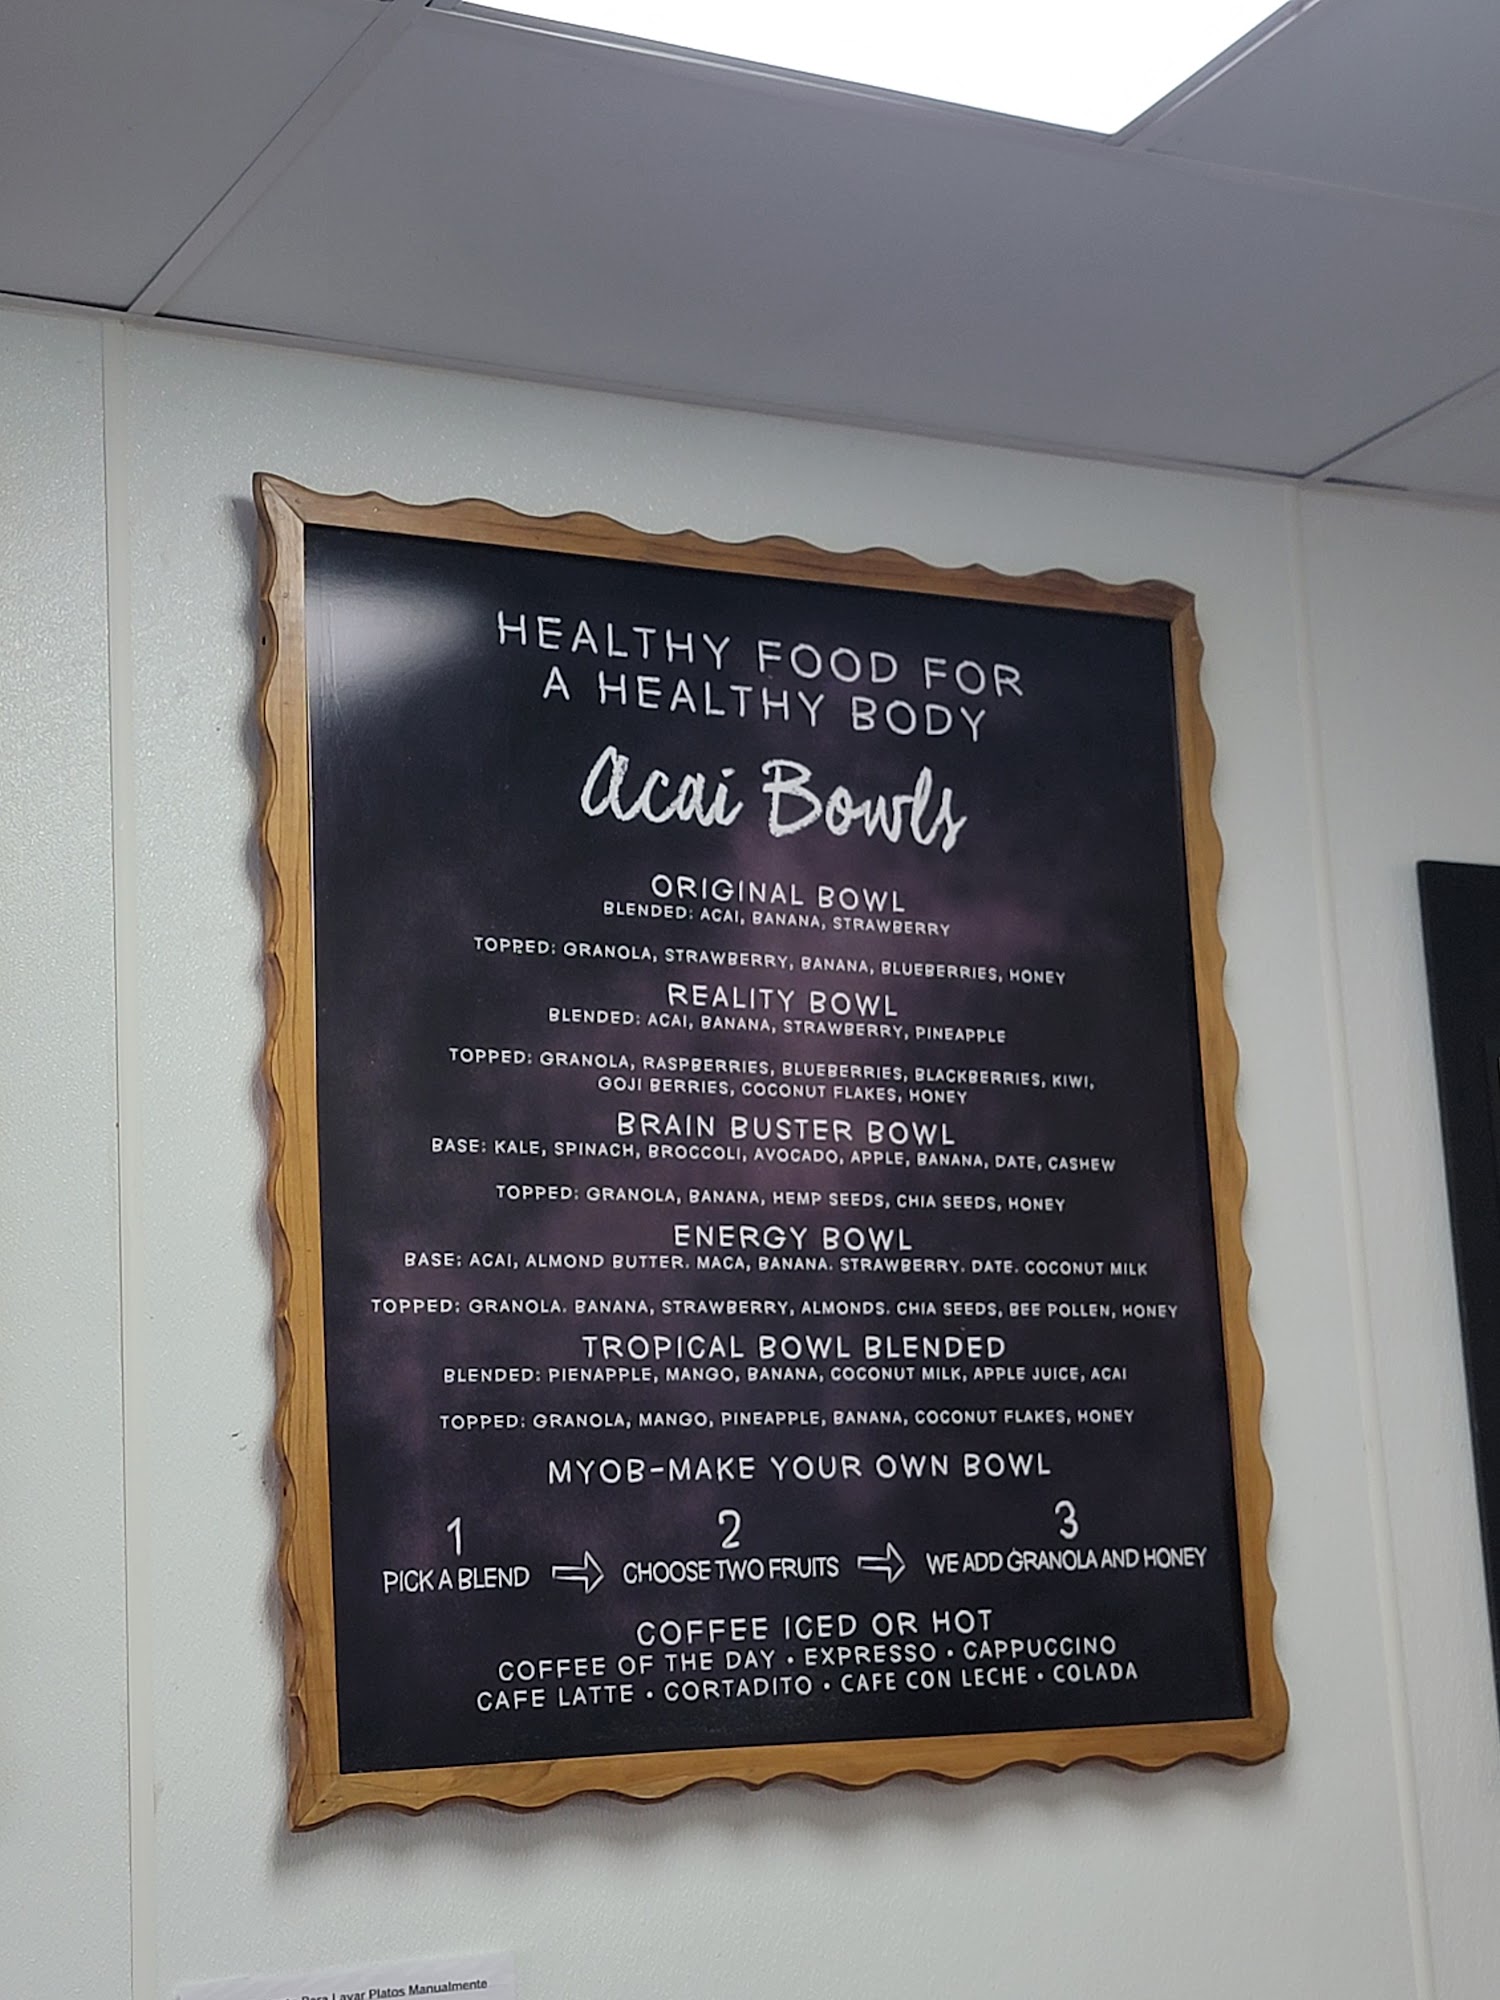 HEALTHY FOOD FOR
A HEALTHY BODY
Acai Bowls
ORIGINAL BOWL
BLENDED: ACAI, BANANA, STRAWBERRY
TOPPED: GRANOLA, STRAWBERRY, BANANA, BLUEBERRIES, HONEY
REALITY BOWL
BLENDED: ACAI, BANANA, STRAWBERRY, PINEAPPLE
TOPPED: GRANOLA, RASPBERRIES, BLUEBERRIES, BLACKBERRIES, KIWI,
GOJI BERRIES, COCONUT FLAKES, HONEY
BRAIN BUSTER BOWL
BASE: KALE, SPINACH, BROCCOLI, AVOCADO, APPLE, BANANA, DATE, CASHEW
TOPPED: GRANOLA, BANANA, HEMP SEEDS, CHIA SEEDS, HONEY
ENERGY BOWL
BASE: ACAI, ALMOND BUTTER. MACA, BANANA. STRAWBERRY. DATE. COCONUT MILK
TOPPED: GRANOLA. BANANA, STRAWBERRY, ALMONDS. CHIA SEEDS, BEE POLLEN, HONEY
TROPICAL BOWL BLENDED
BLENDED: PIENAPPLE, MANGO, BANANA, COCONUT MILK, APPLE JUICE, ACAI
TOPPED: GRANOLA, MANGO, PINEAPPLE, BANANA, COCONUT FLAKES, HONEY
MYOB-MAKE YOUR OWN BOWL
1 2 3
PICK A BLEND ⇨ CHOOSE TWO FRUITS ⇨ WE ADD GRANOLA AND HONEY
COFFEE ICED OR HOT
COFFEE OF THE DAY • EXPRESSO • CAPPUCCINO
CAFE LATTE • CORTADITO • CAFE CON LECHE • COLADA
Para Lavar Platos Manualmente